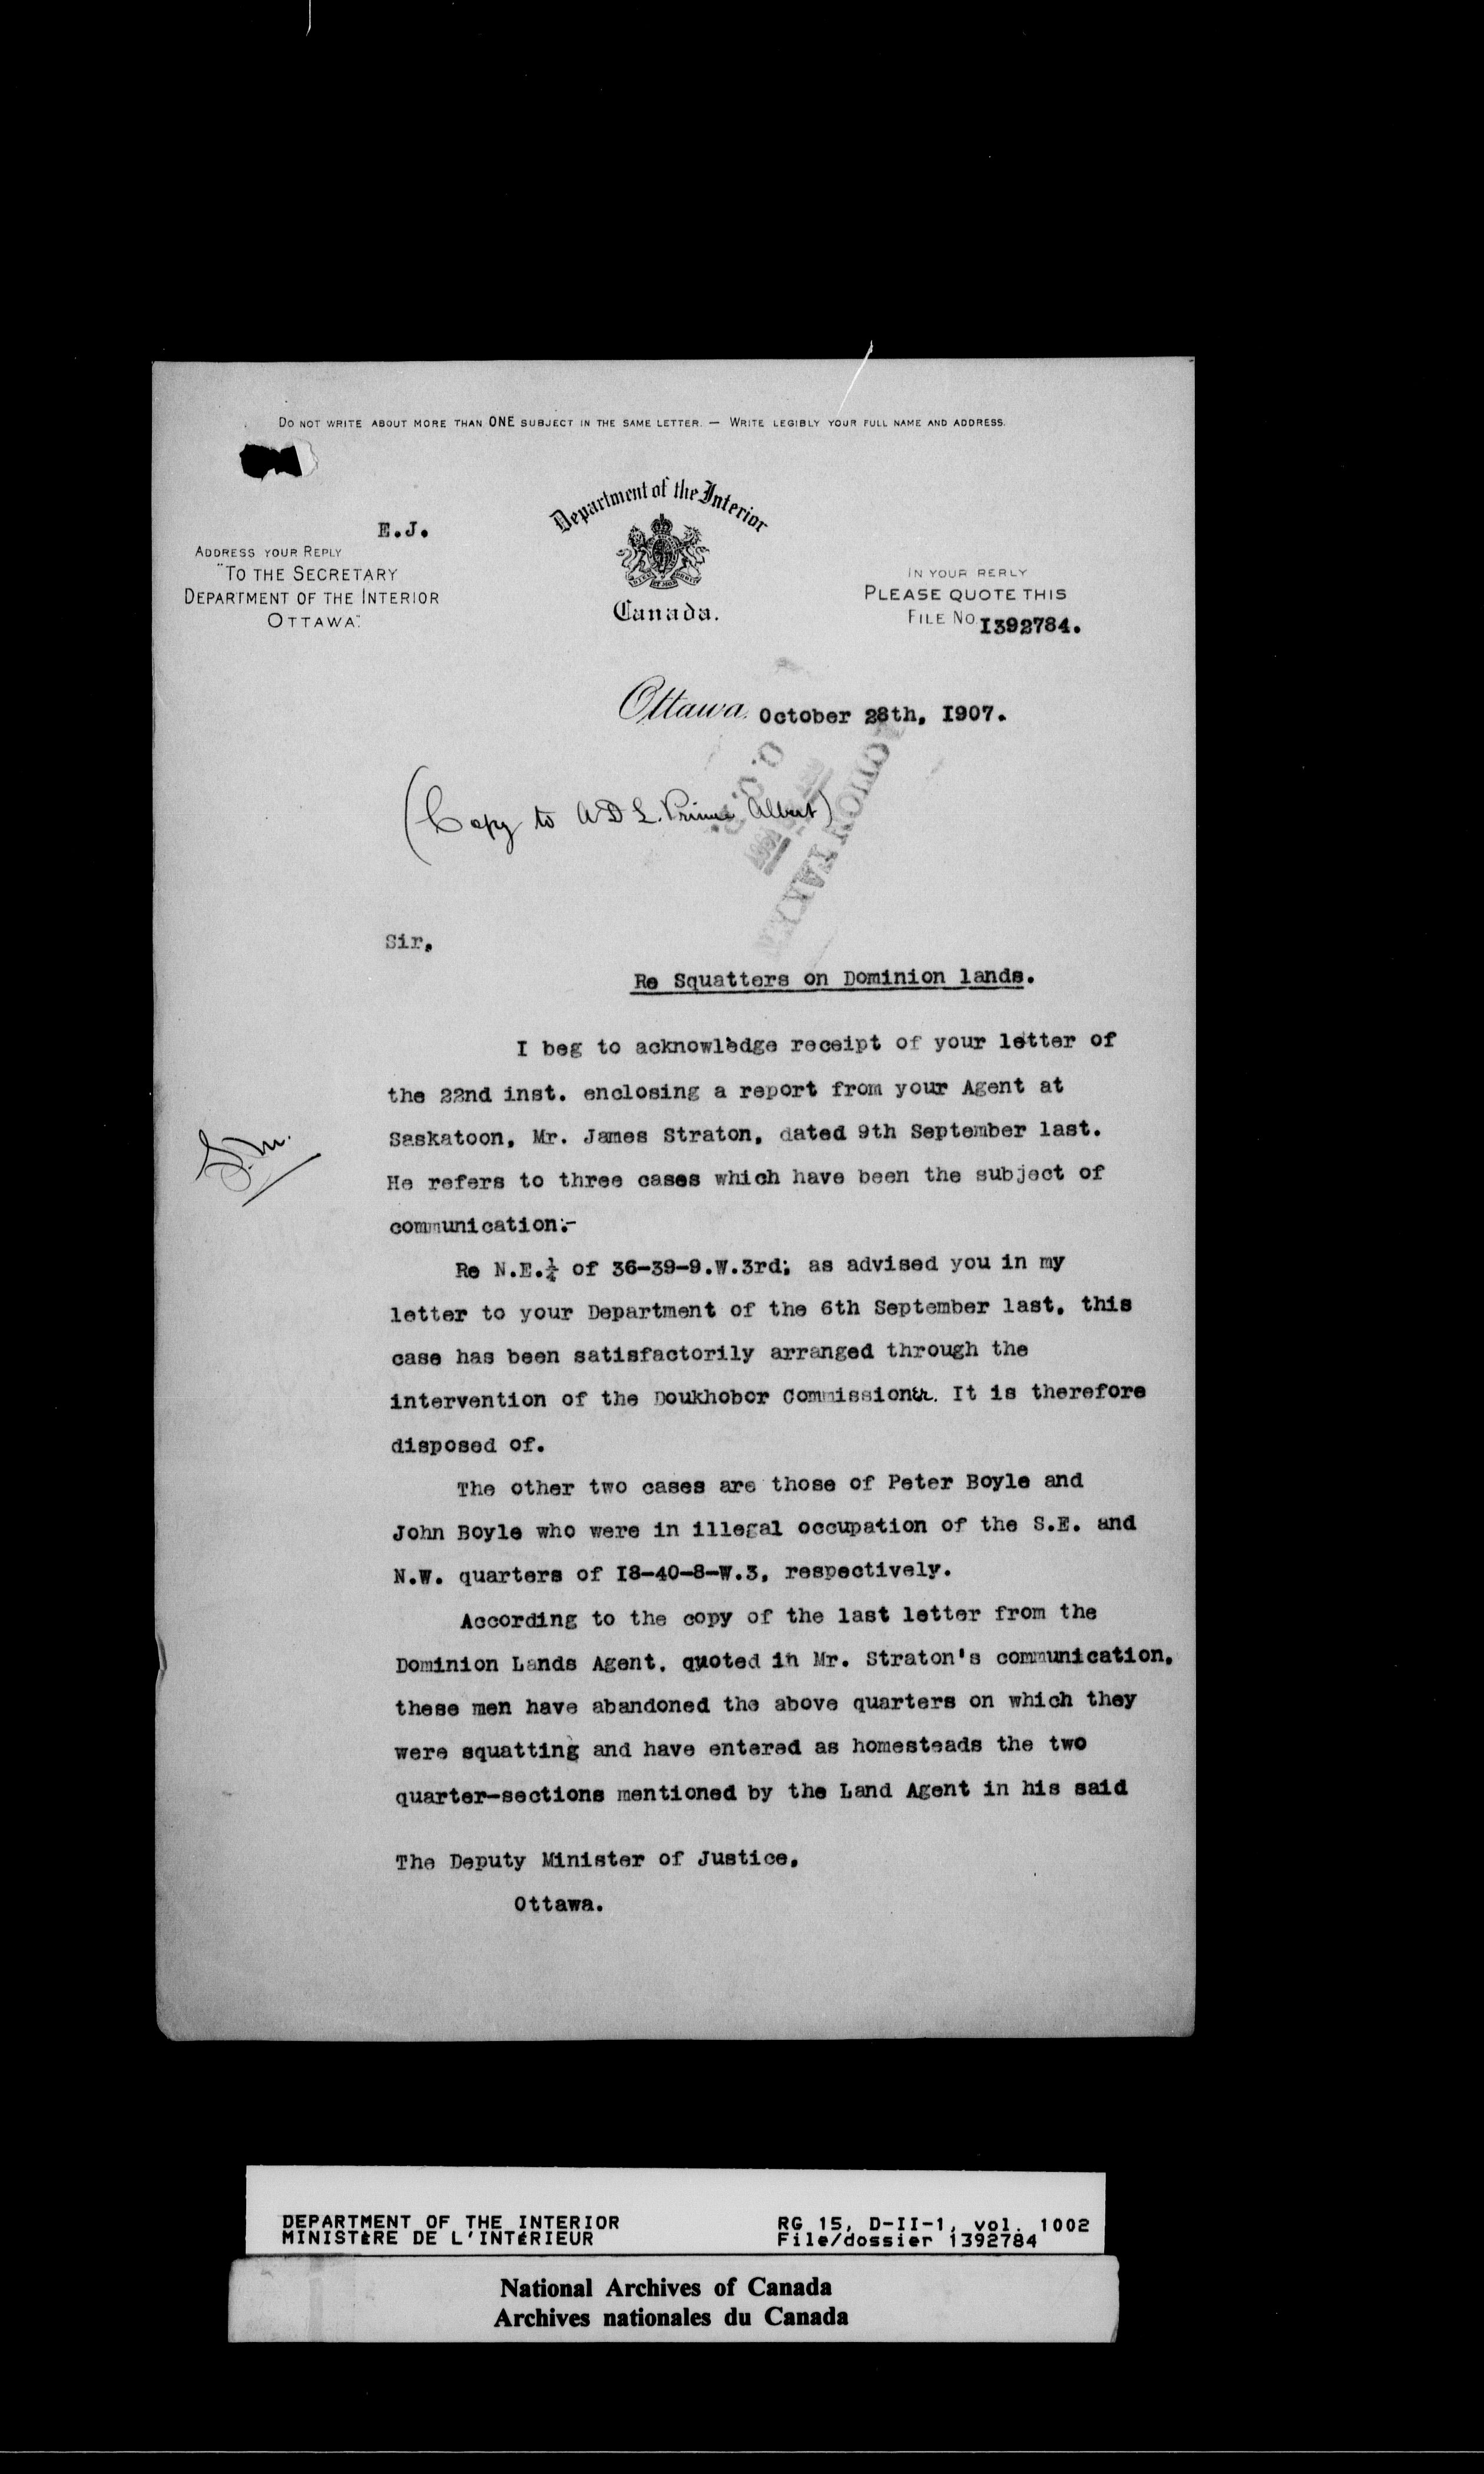 DO NOT WRITE ABOUT MORE THAN ONE SUBJECT IN THE SAME LETTER. — WRITE LEGIBLY YOUR FULL NAME AND ADDRESS.
Department of the Interior
E.J.
ADDRESS YOUR REPLY
"TO THE SECRETARY
DEPARTMENT OF THE INTERIOR
OTTAWA."
Canada.
IN YOUR REPLY
PLEASE QUOTE THIS
FILE NO. I392784.
Ottawa, October 28th, I907.
(Copy to A D L. Prince Albert)
ACTION TAKEN
Sir,
Re Squatters on Dominion lands.
I beg to acknowledge receipt of your letter of
the 22nd inst. enclosing a report from your Agent at
Saskatoon, Mr. James Straton, dated 9th September last.
He refers to three cases which have been the subject of
communication:-
Re N.E.¼ of 36-39-9.W.3rd; as advised you in my
letter to your Department of the 6th September last, this
case has been satisfactorily arranged through the
intervention of the Doukhobor Commissioner. It is therefore
disposed of.
The other two cases are those of Peter Boyle and
John Boyle who were in illegal occupation of the S.E. and
N.W. quarters of I8-40-8-W.3, respectively.
According to the copy of the last letter from the
Dominion Lands Agent, quoted in Mr. Straton's communication,
these men have abandoned the above quarters on which they
were squatting and have entered as homesteads the two
quarter-sections mentioned by the Land Agent in his said
The Deputy Minister of Justice,
Ottawa.
DEPARTMENT OF THE INTERIOR
MINISTÈRE DE L'INTÉRIEUR
RG 15, D-II-1, vol. 1002
File/dossier 1392784
National Archives of Canada
Archives nationales du Canada